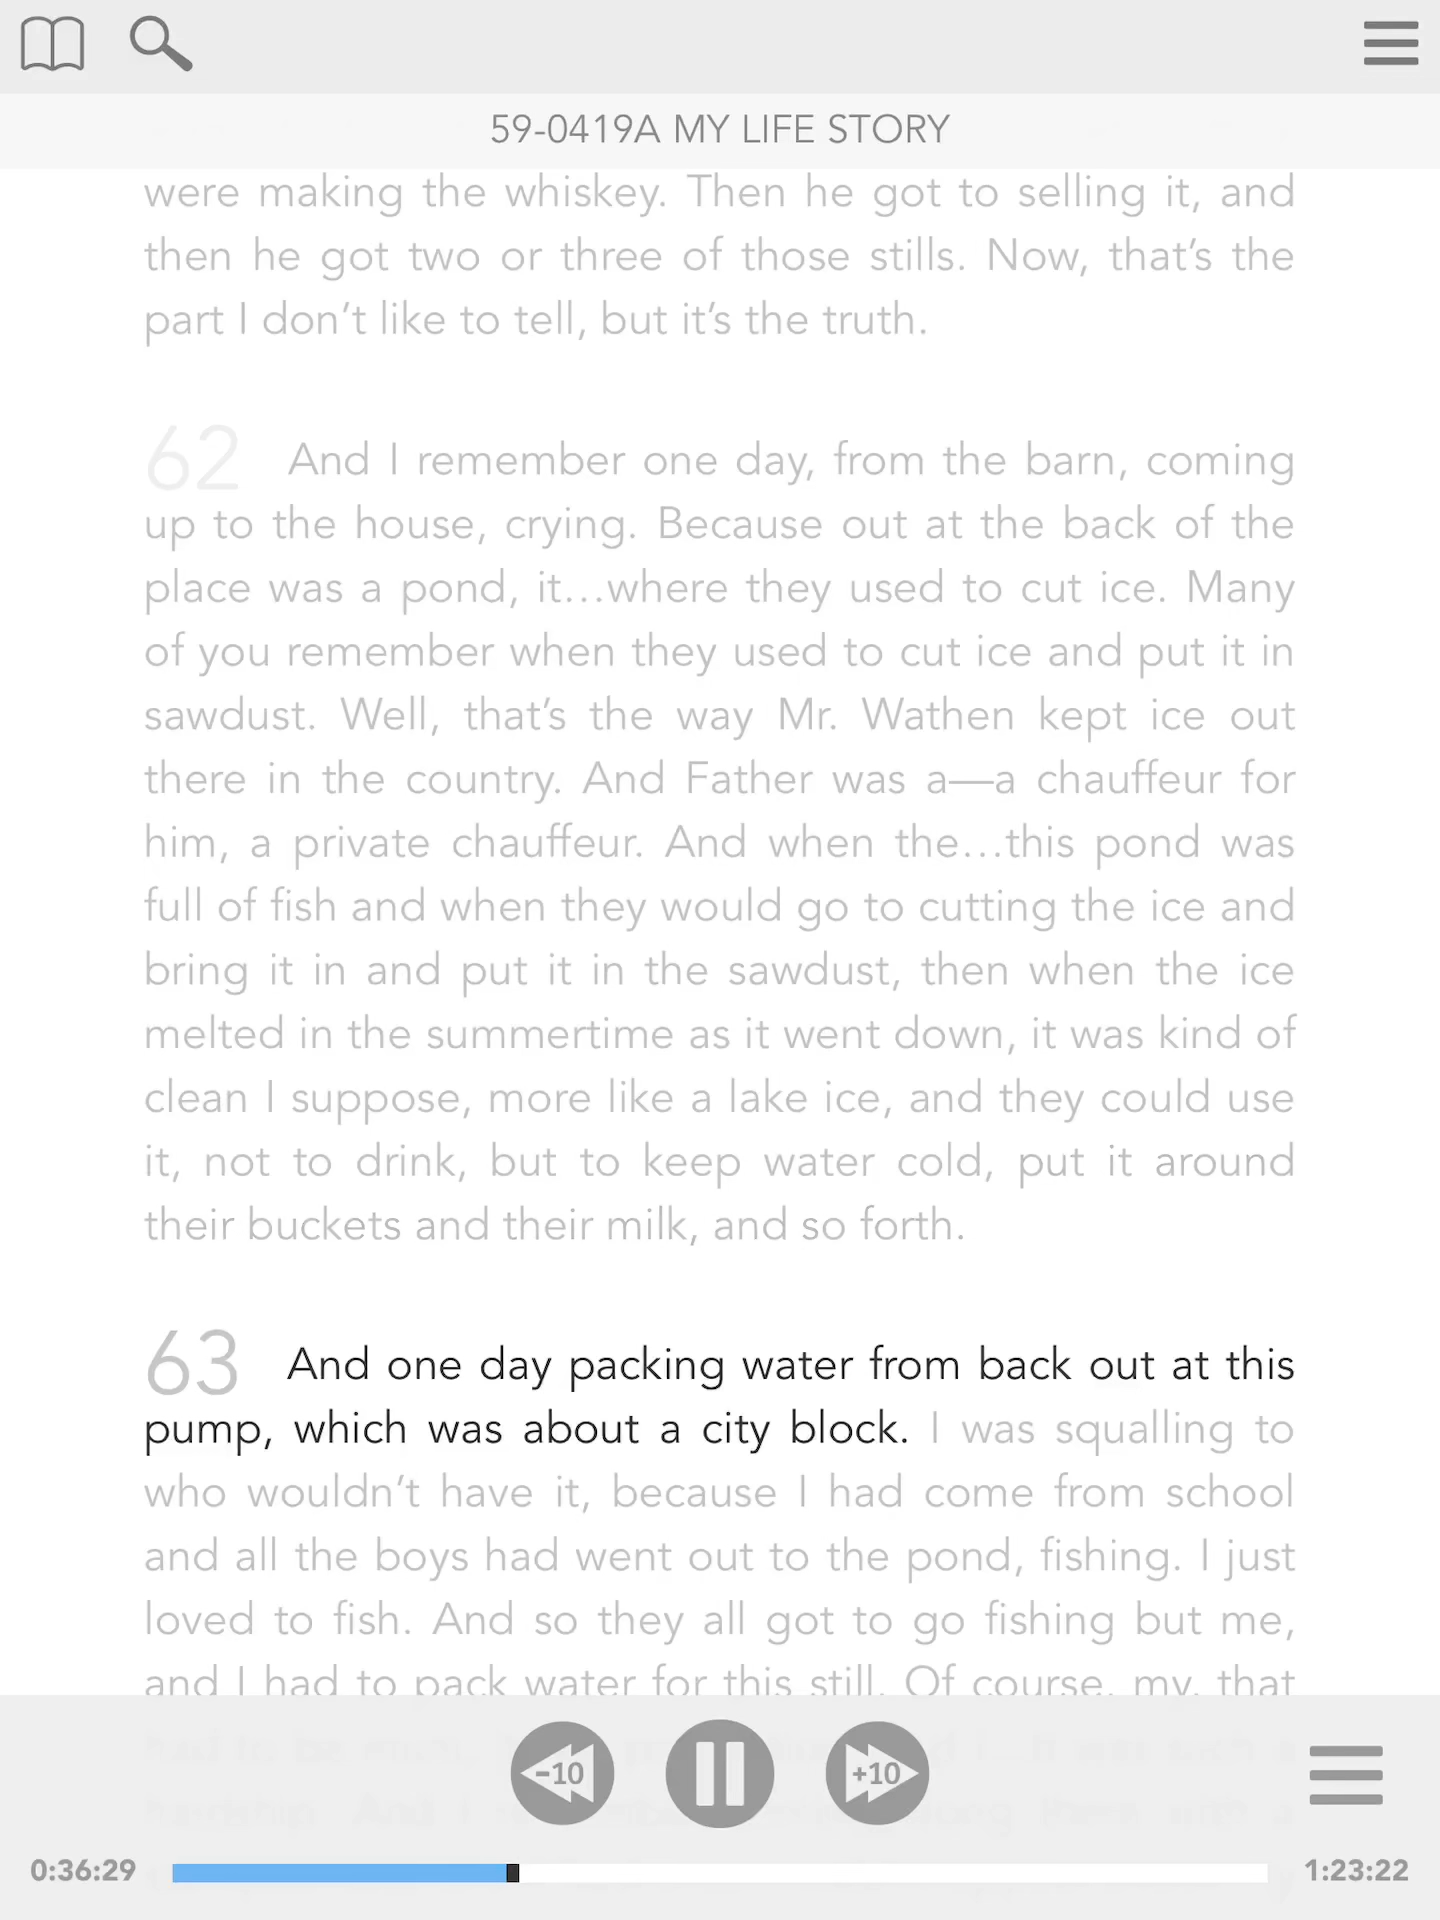 59-0419A MY LIFE STORY
were making the whiskey. Then he got to selling it, and
then he got two or three of those stills. Now, that’s the
part I don’t like to tell, but it’s the truth.
62 And I remember one day, from the barn, coming
up to the house, crying. Because out at the back of the
place was a pond, it…where they used to cut ice. Many
of you remember when they used to cut ice and put it in
sawdust. Well, that’s the way Mr. Wathen kept ice out
there in the country. And Father was a—a chauffeur for
him, a private chauffeur. And when the…this pond was
full of fish and when they would go to cutting the ice and
bring it in and put it in the sawdust, then when the ice
melted in the summertime as it went down, it was kind of
clean I suppose, more like a lake ice, and they could use
it, not to drink, but to keep water cold, put it around
their buckets and their milk, and so forth.
63 And one day packing water from back out at this
pump, which was about a city block. I was squalling to
who wouldn’t have it, because I had come from school
and all the boys had went out to the pond, fishing. I just
loved to fish. And so they all got to go fishing but me,
and I had to pack water for this still. Of course, my, that
had to be
hardship. And I
-10 +10
0:36:29 1:23:22